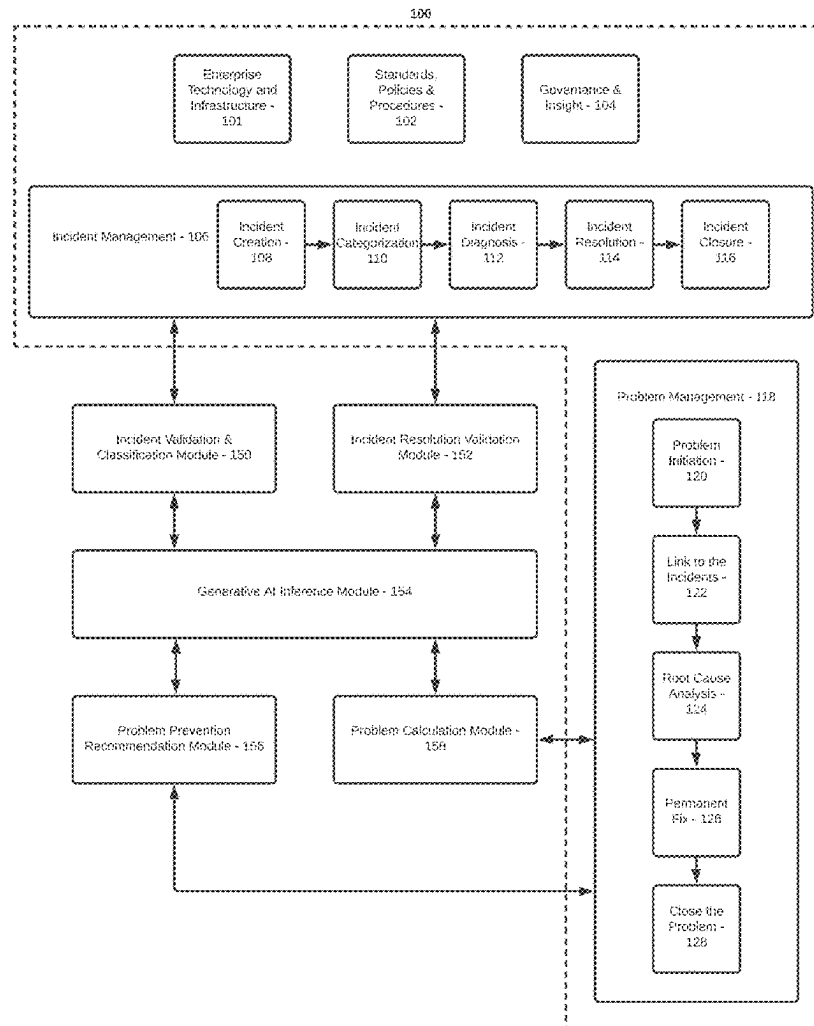 100
Enterprise
Technology and
Infrastructure -
101
Standards,
Policies &
Procedures -
102
Governance &
Insight - 104
Incident Management - 106
Incident
Creation -
108
Incident
Categorization
110
Incident
Diagnosis -
112
Incident
Resolution -
114
Incident
Closure -
116
Incident Validation &
Classification Module - 150
Incident Resolution Validation
Module - 152
Generative AI Inference Module - 154
Problem Prevention
Recommendation Module - 156
Problem Calculation Module -
158
Problem Management - 118
Problem
Initiation -
120
Link to the
Incidents -
122
Root Cause
Analysis -
124
Permanent
Fix - 126
Close the
Problem -
128